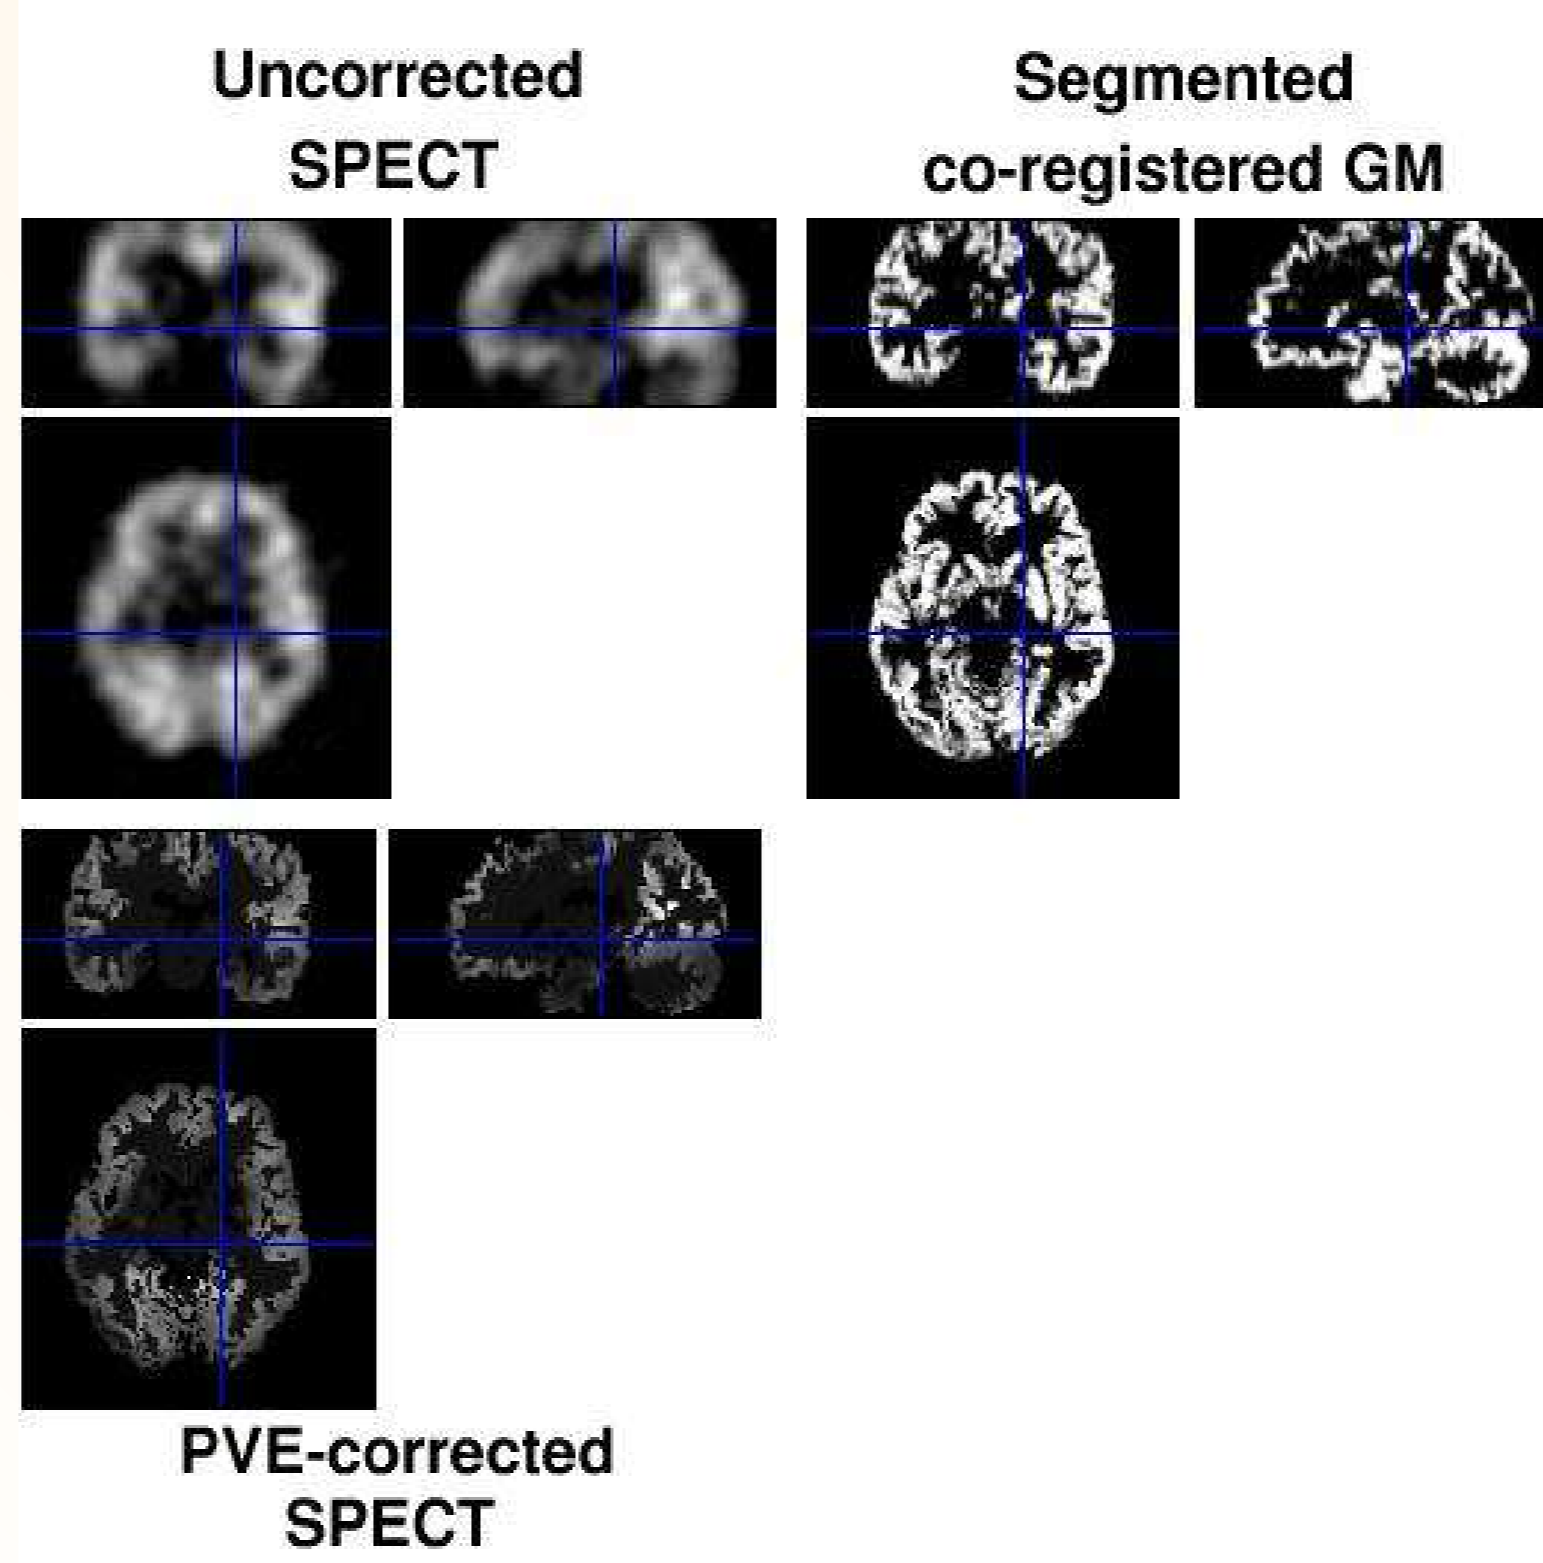 Uncorrected
SPECT
Segmented
co-registered GM
PVE-corrected
SPECT